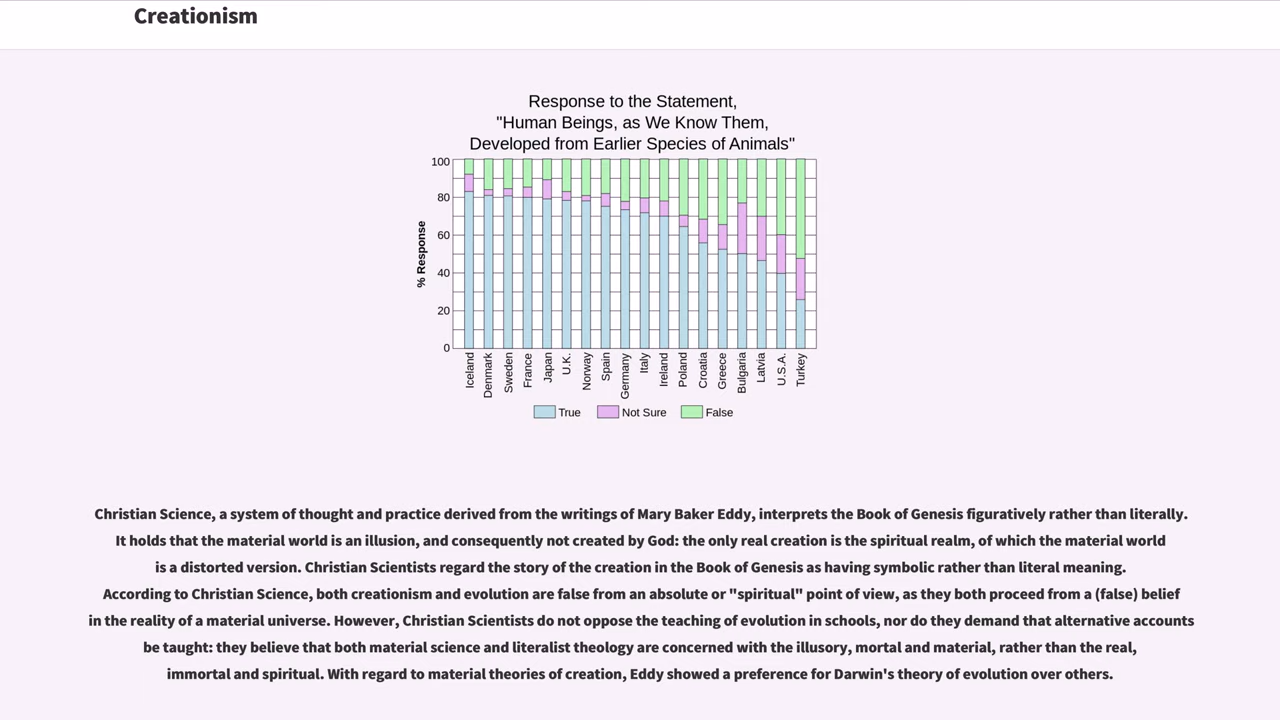 Creationism
Response to the Statement,
"Human Beings, as We Know Them,
Developed from Earlier Species of Animals"
100
80
60
40
20
0
% Response
Iceland
Denmark
Sweden
France
Japan
U.K.
Norway
Spain
Germany
Italy
Ireland
Poland
Croatia
Greece
Bulgaria
Latvia
U.S.A.
Turkey
True Not Sure False
Christian Science, a system of thought and practice derived from the writings of Mary Baker Eddy, interprets the Book of Genesis figuratively rather than literally.
It holds that the material world is an illusion, and consequently not created by God: the only real creation is the spiritual realm, of which the material world
is a distorted version. Christian Scientists regard the story of the creation in the Book of Genesis as having symbolic rather than literal meaning.
According to Christian Science, both creationism and evolution are false from an absolute or "spiritual" point of view, as they both proceed from a (false) belief
in the reality of a material universe. However, Christian Scientists do not oppose the teaching of evolution in schools, nor do they demand that alternative accounts
be taught: they believe that both material science and literalist theology are concerned with the illusory, mortal and material, rather than the real,
immortal and spiritual. With regard to material theories of creation, Eddy showed a preference for Darwin's theory of evolution over others.